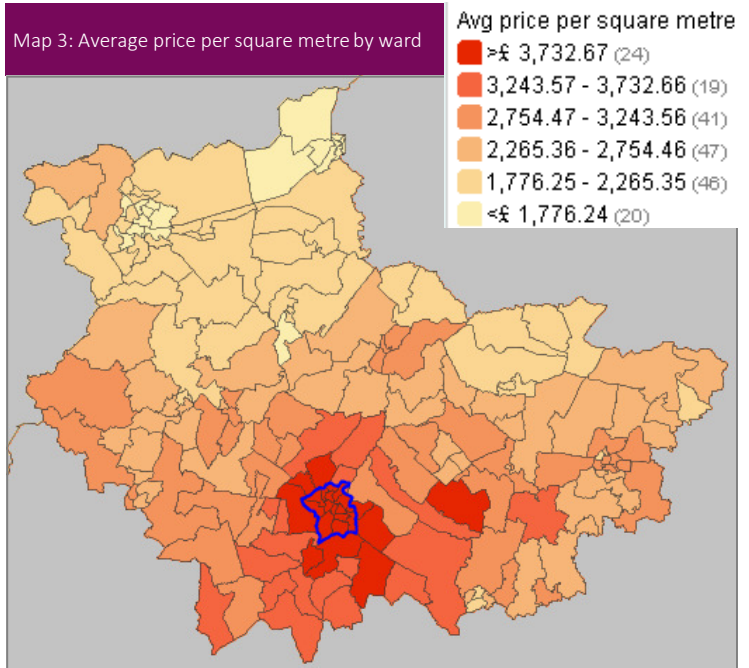 Map 3: Average price per square metre by ward
Avg price per square metre
>£ 3,732.67 (24)
3,243.57 - 3,732.66 (19)
2,754.47 - 3,243.56 (41)
2,265.36 - 2,754.46 (47)
1,776.25 - 2,265.35 (46)
<£ 1,776.24 (20)